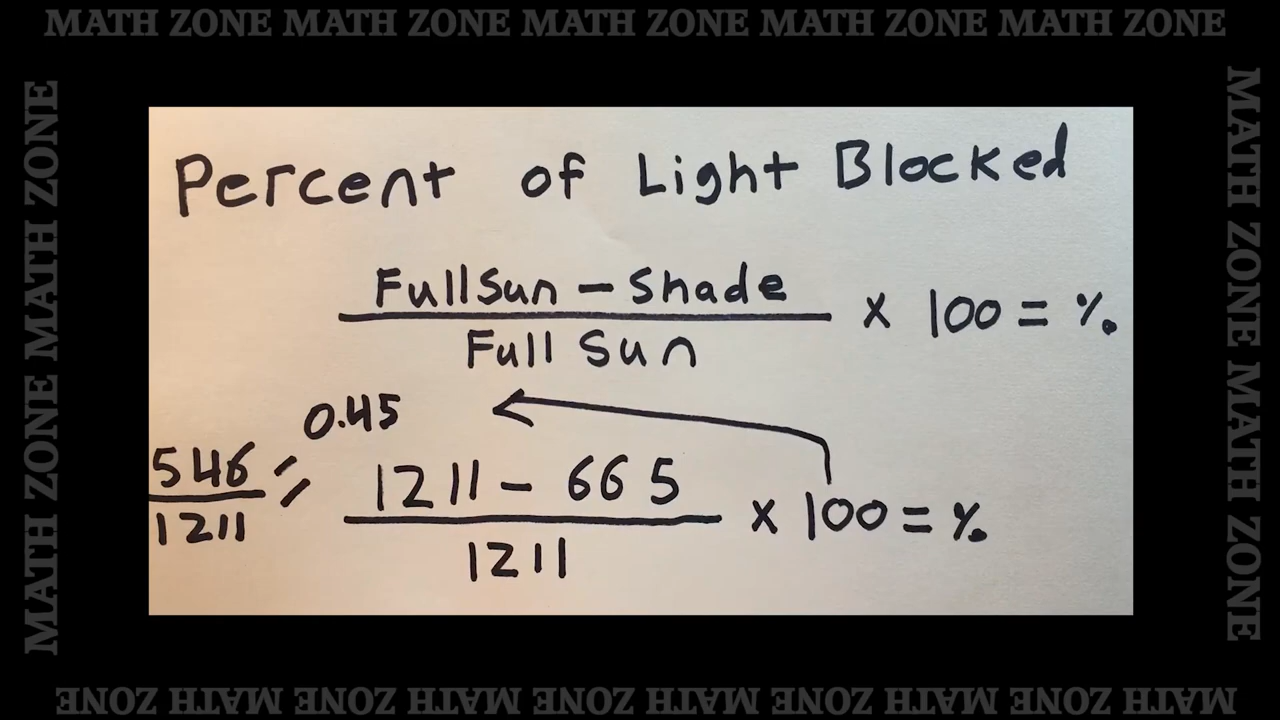 MATH ZONE MATH ZONE MATH ZONE MATH ZONE MATH ZONE
MATH ZONE MATH ZONE
MATH ZONE MATH ZONE
Percent of Light Blocked
Full Sun - Shade
Full Sun
x 100 = %
0.45
546
1211
=
1211 - 665
1211
x 100 = %
MATH ZONE MATH ZONE MATH ZONE MATH ZONE MATH ZONE